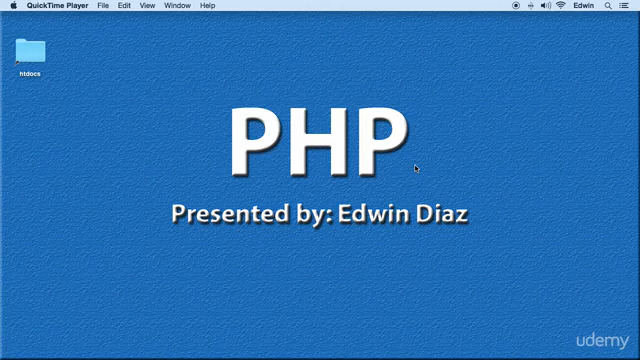 QuickTime Player File Edit View Window Help Edwin
htdocs
PHP
Presented by: Edwin Diaz
udemy